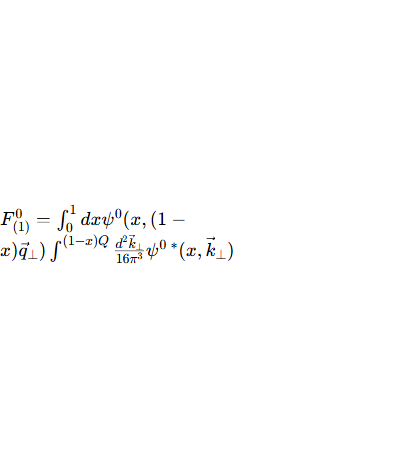 $F^0_{(1)} = \int_0^1 dx \psi^0(x, (1-$
$x)\vec{q}_\perp) \int^{(1-x)Q} \frac{d^2\vec{k}_\perp}{16\pi^3} \psi^{0\,*}(x, \vec{k}_\perp)$